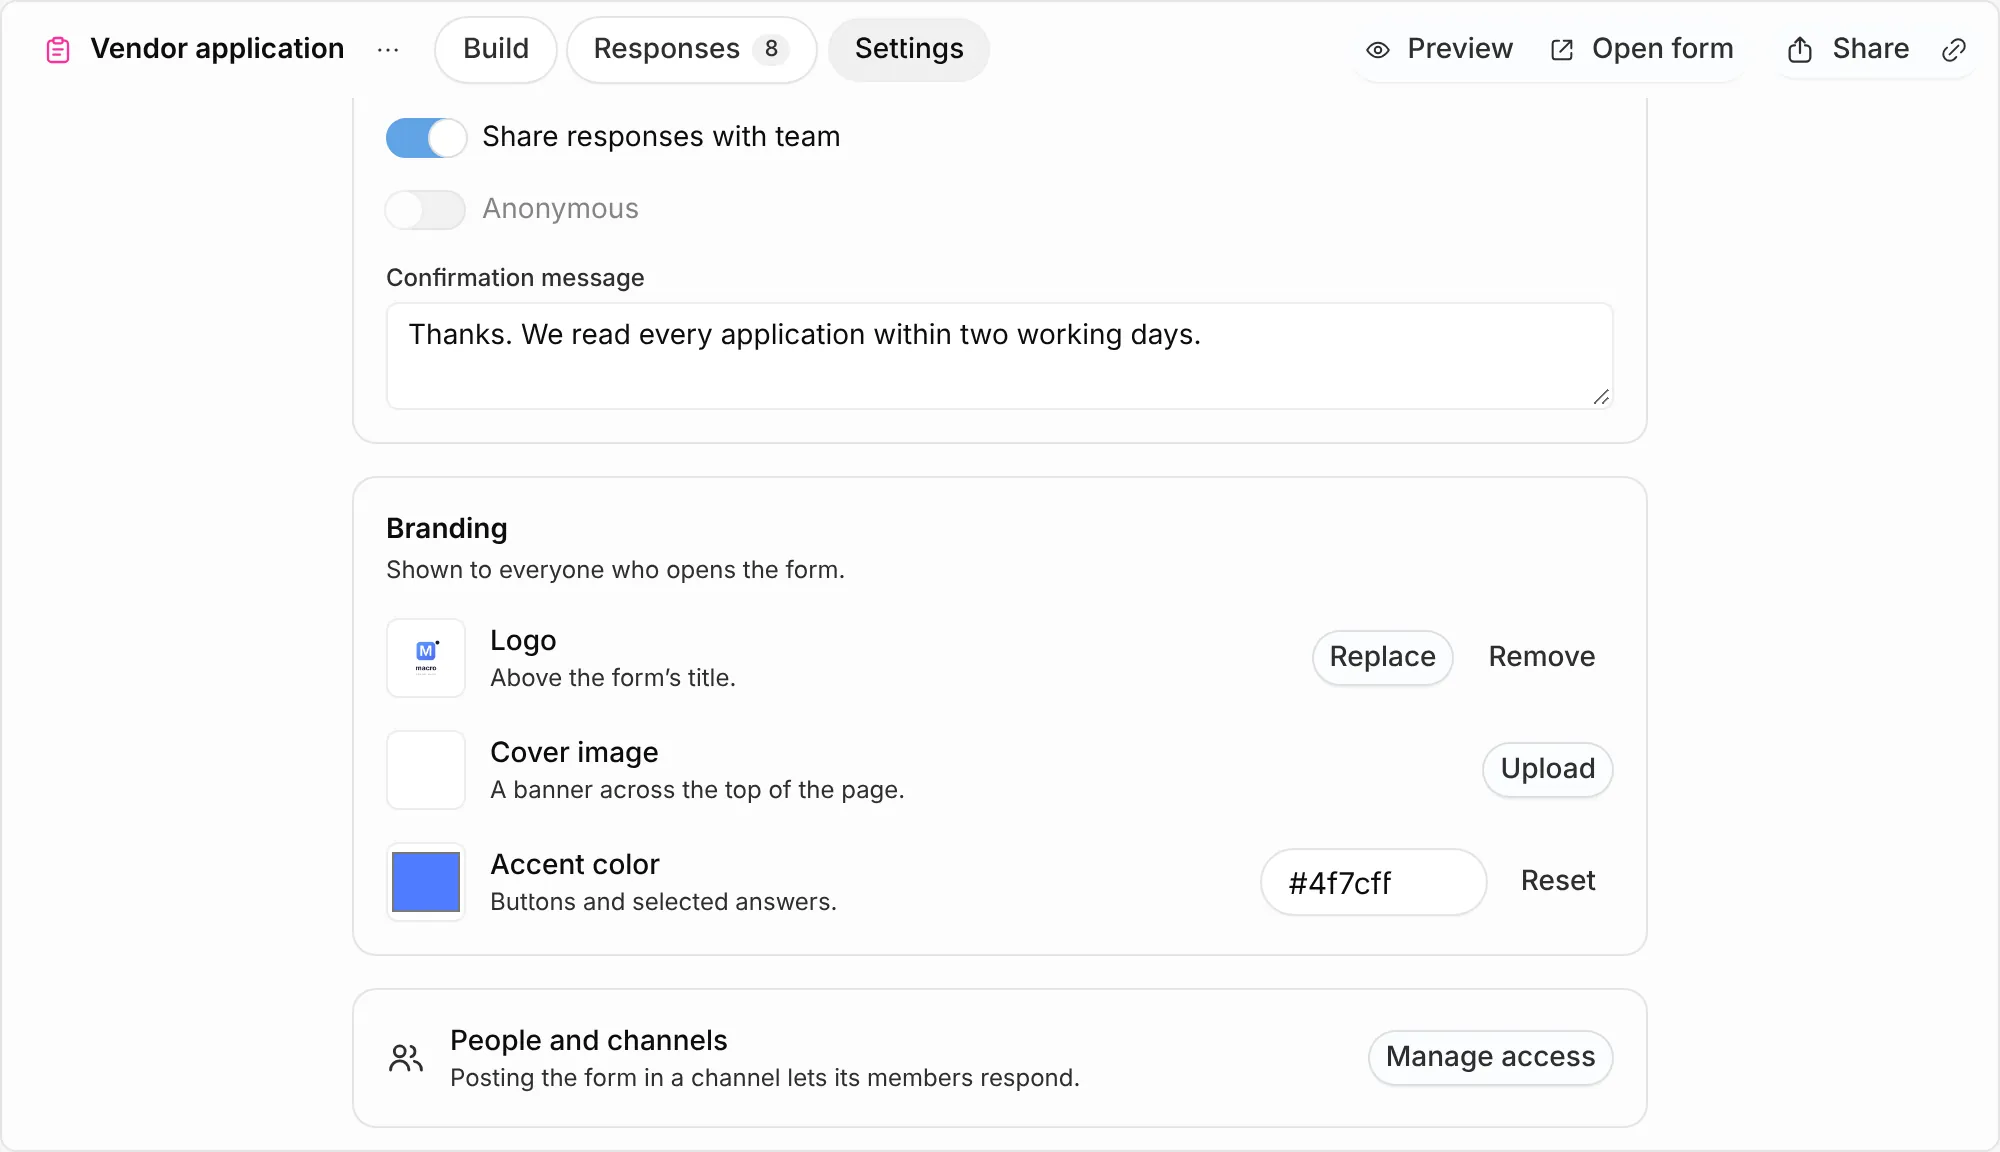 Vendor application ··· Build Responses 8 Settings Preview Open form Share
Share responses with team
Anonymous
Confirmation message
Thanks. We read every application within two working days.
Branding
Shown to everyone who opens the form.
M
macro
Logo
Above the form’s title.
Replace Remove
Cover image
A banner across the top of the page.
Upload
Accent color
Buttons and selected answers.
#4f7cff Reset
People and channels
Posting the form in a channel lets its members respond.
Manage access